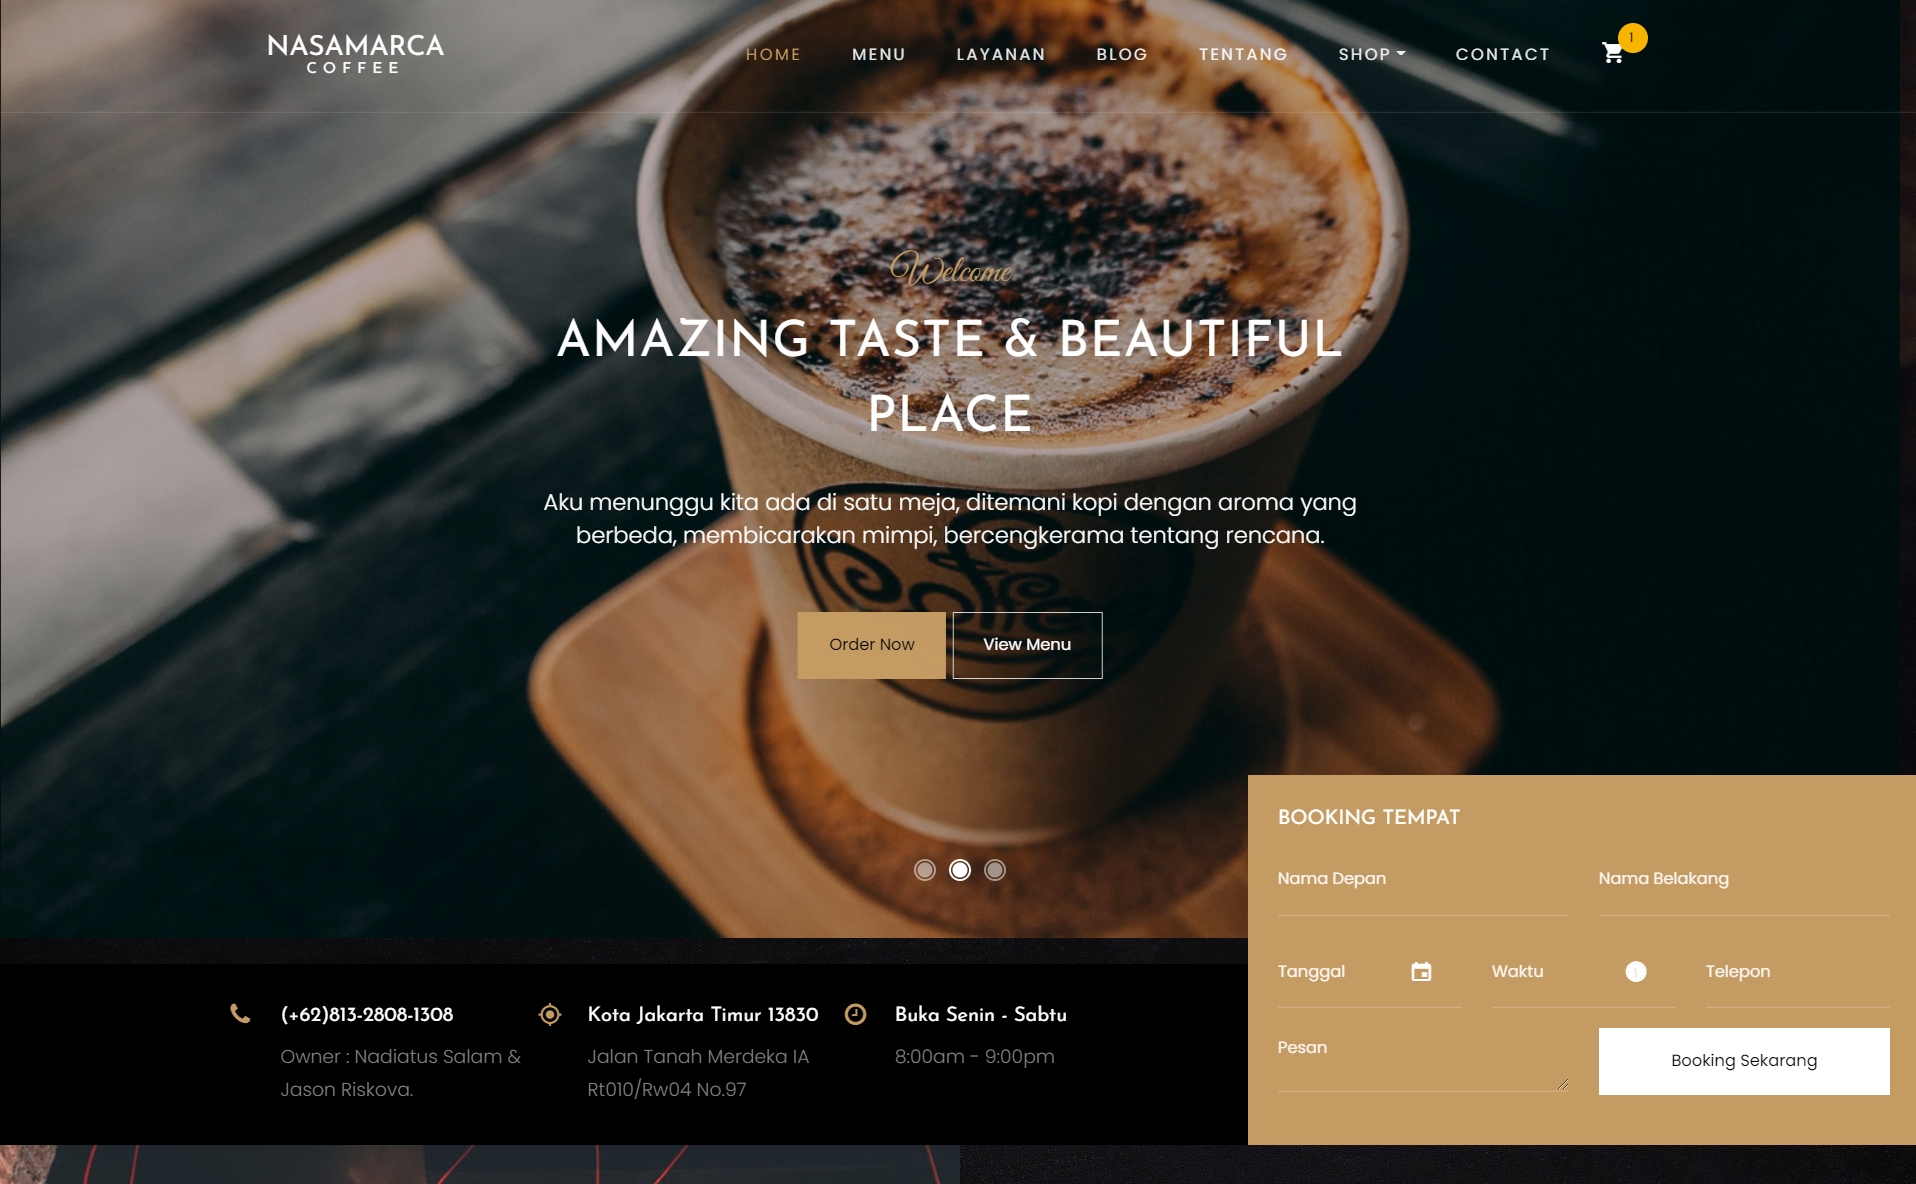 NASAMARCA
COFFEE
HOME MENU LAYANAN BLOG TENTANG SHOP CONTACT 1
Welcome
AMAZING TASTE & BEAUTIFUL
PLACE
Aku menunggu kita ada di satu meja, ditemani kopi dengan aroma yang
berbeda, membicarakan mimpi, bercengkerama tentang rencana.
Order Now View Menu
(+62)813-2808-1308
Owner : Nadiatus Salam &
Jason Riskova.
Kota Jakarta Timur 13830
Jalan Tanah Merdeka IA
Rt010/Rw04 No.97
Buka Senin - Sabtu
8:00am - 9:00pm
BOOKING TEMPAT
Nama Depan Nama Belakang
Tanggal Waktu Telepon
Pesan Booking Sekarang